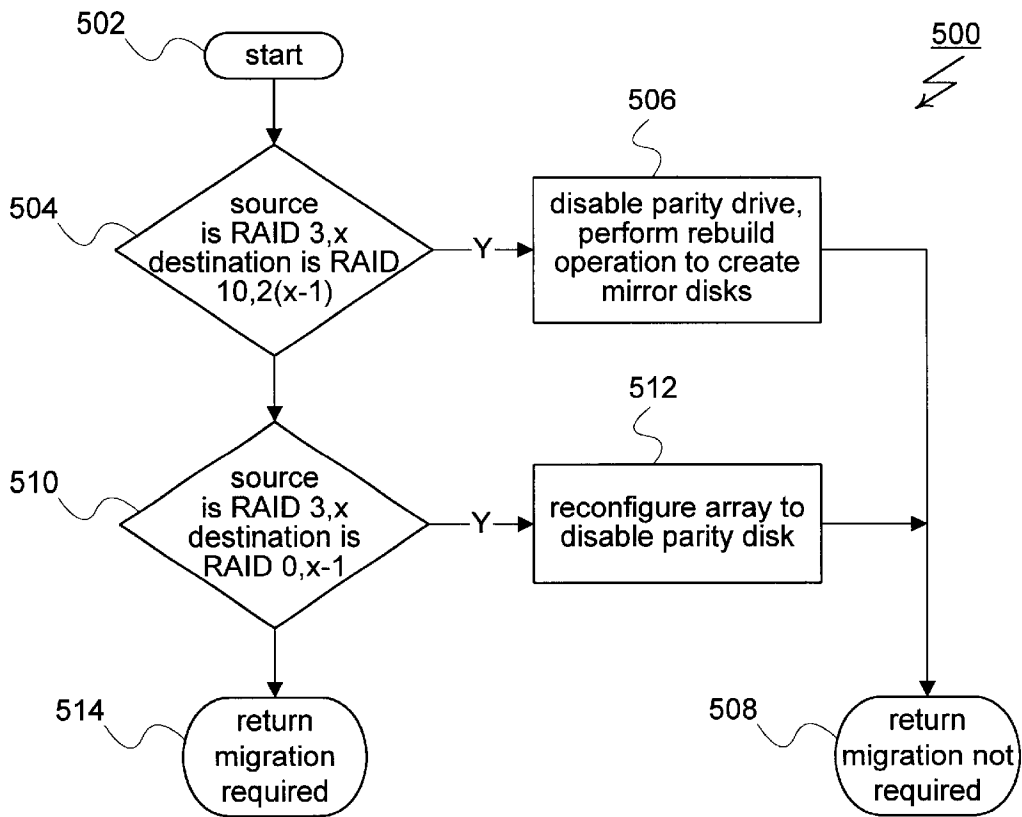 502
start
500
506
504
source
is RAID 3,x
destination is RAID
10,2(x-1)
Y
disable parity drive,
perform rebuild
operation to create
mirror disks
512
510
source
is RAID 3,x
destination is
RAID 0,x-1
Y
reconfigure array to
disable parity disk
514
return
migration
required
508
return
migration not
required